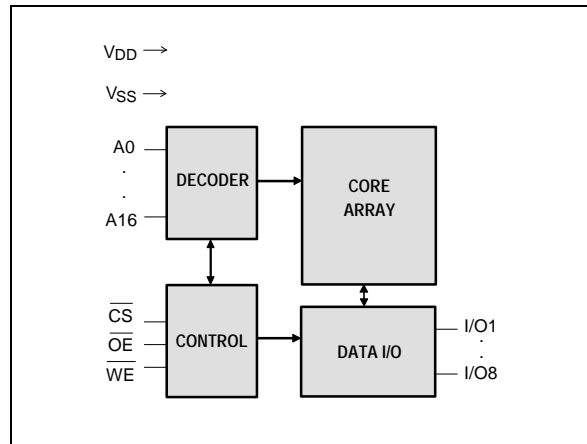 VDD
VSS
A0
.
.
A16
DECODER
CORE
ARRAY
CS
OE
WE
CONTROL
DATA I/O
I/O1
.
.
I/O8